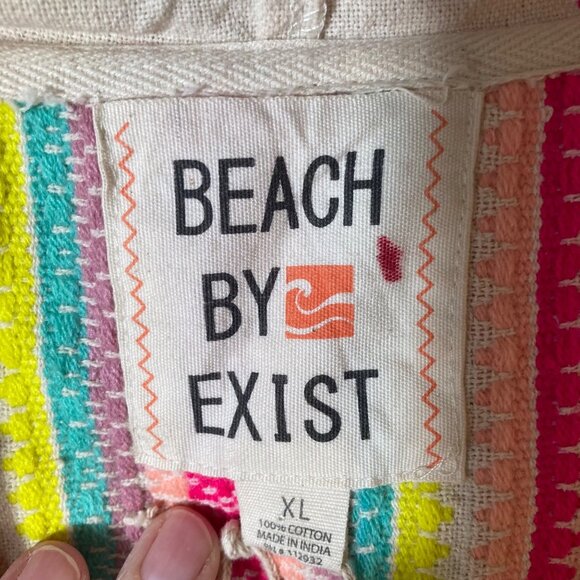 BEACH
BY
EXIST
XL
100% COTTON
MADE IN INDIA